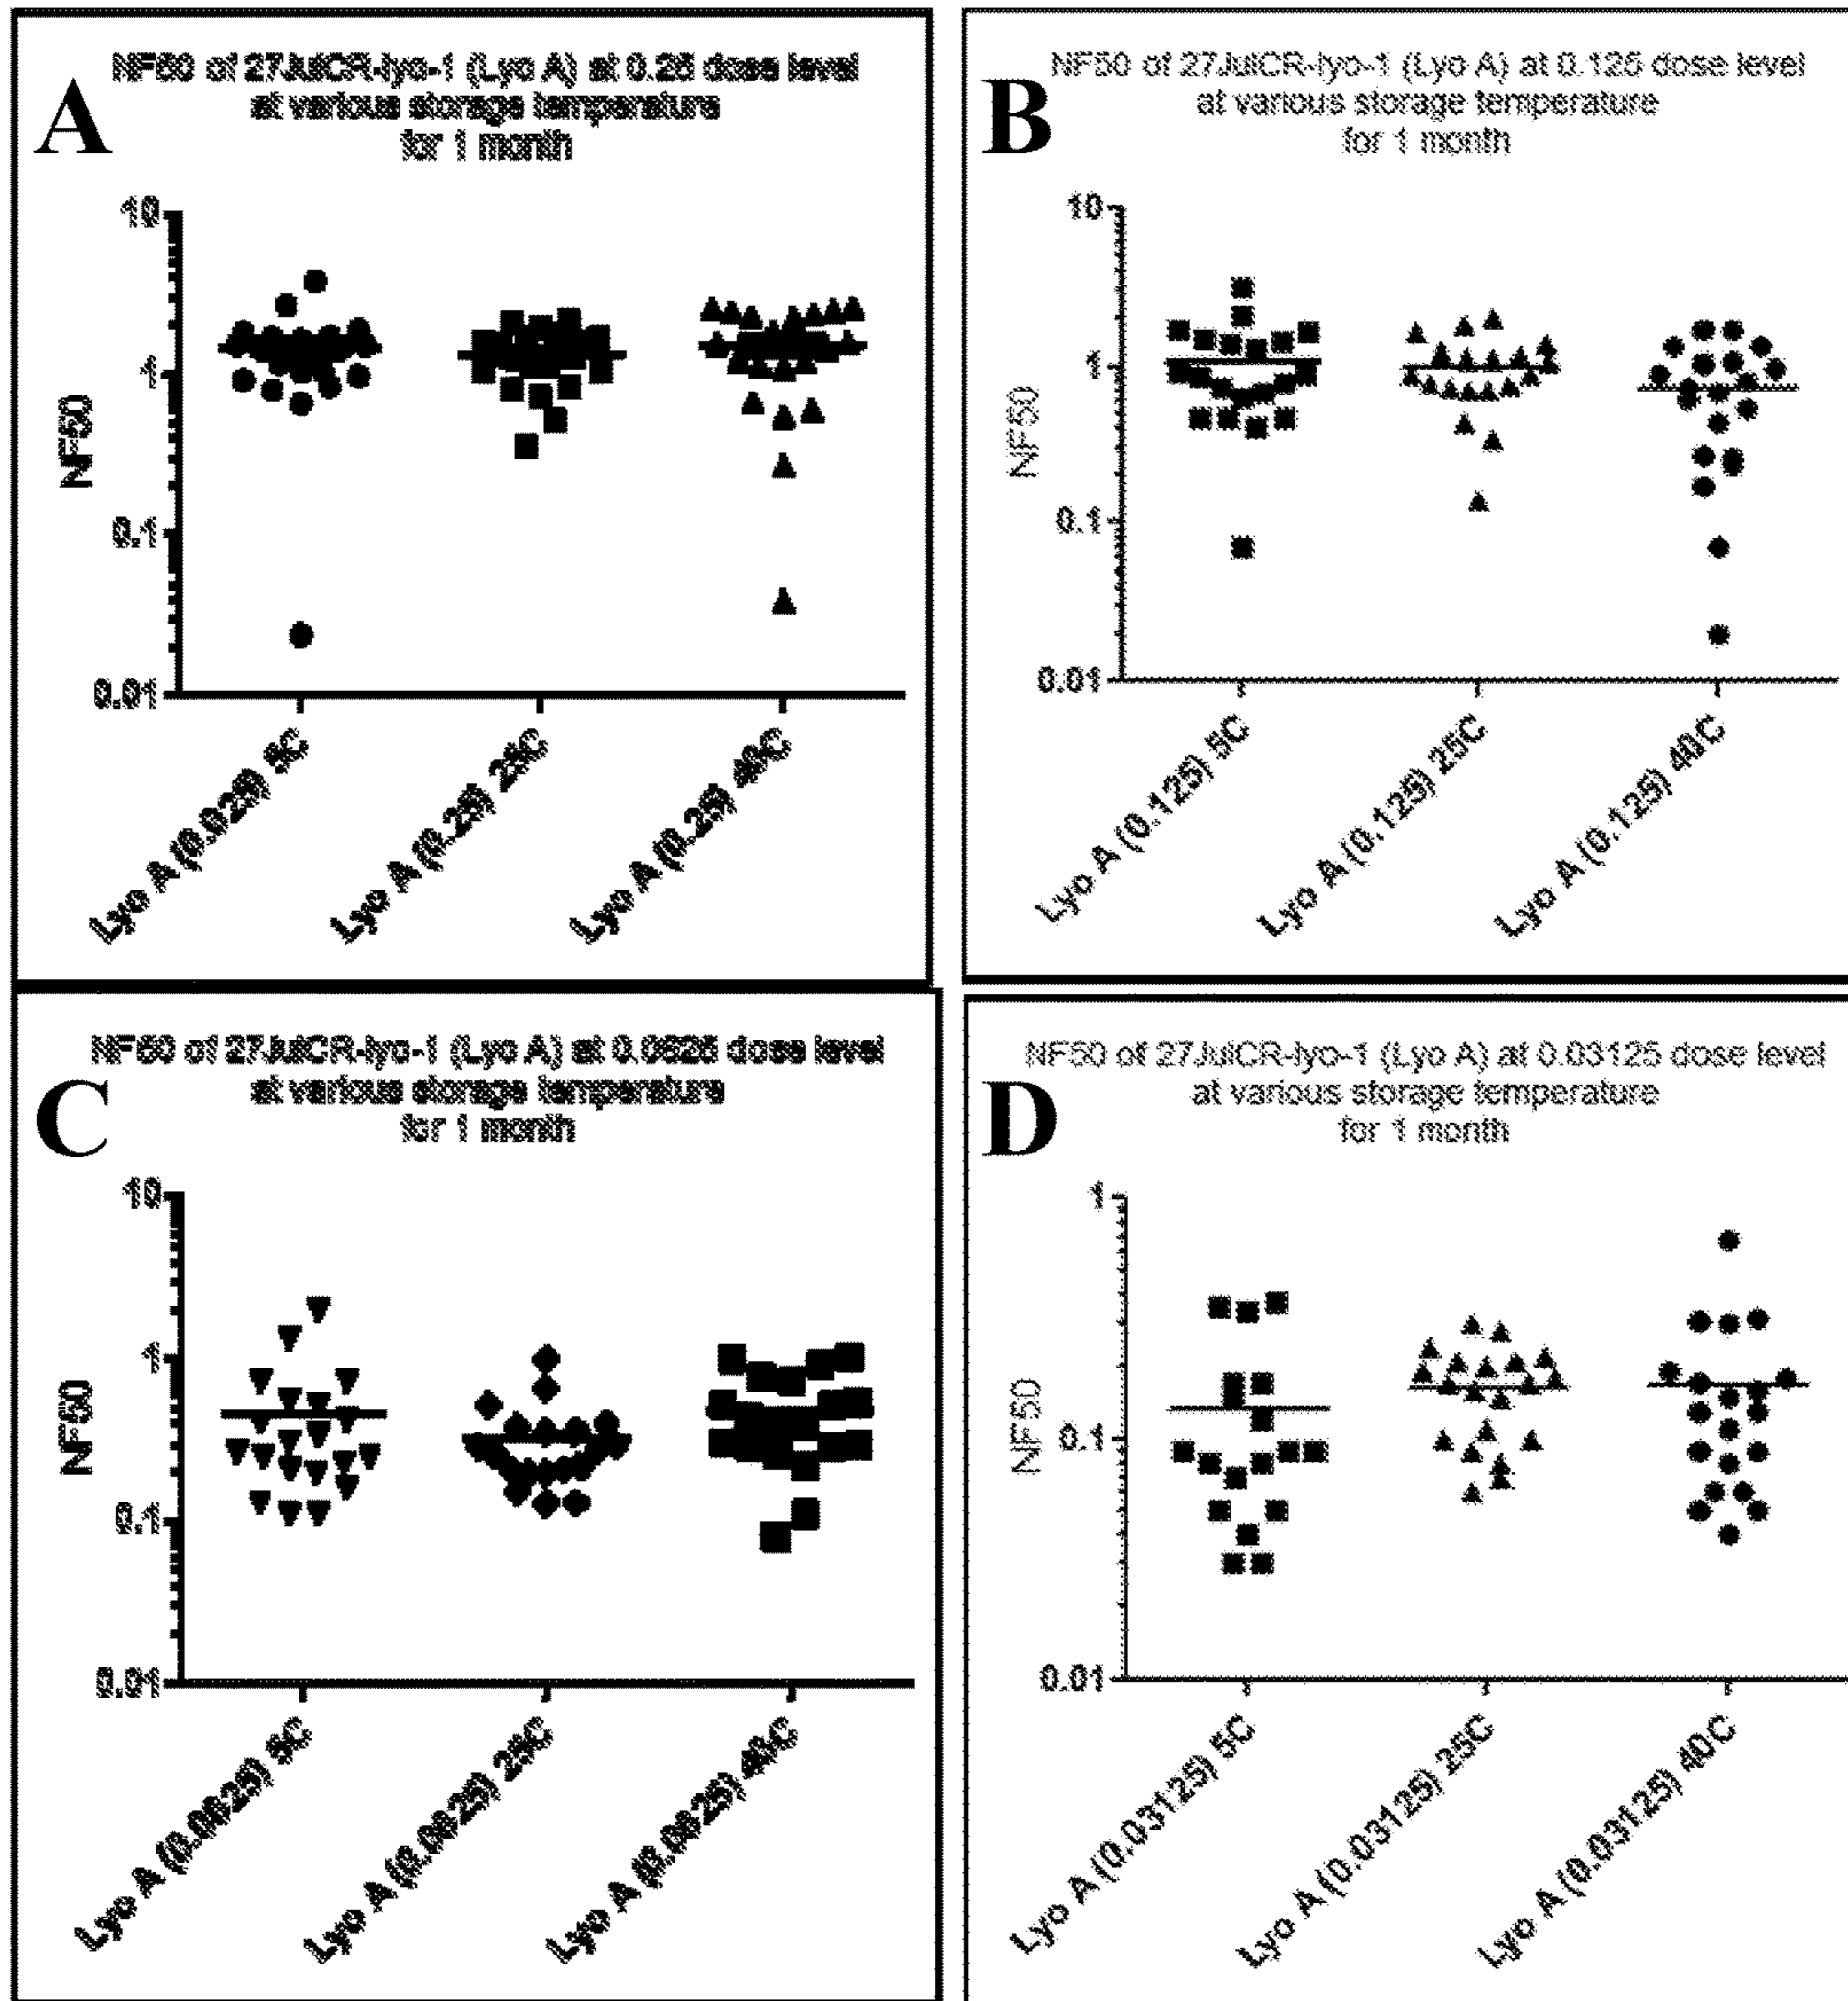 A
NF50 of 27JulCR-lyo-1 (Lyo A) at 0.25 dose level
at various storage temperature
for 1 month
10
1
0.1
0.01
NF50
Lyo A (0.025) 5C
Lyo A (0.25) 25C
Lyo A (0.25) 40C
B
NF50 of 27JulCR-lyo-1 (Lyo A) at 0.125 dose level
at various storage temperature
for 1 month
10
1
0.1
0.01
NF50
Lyo A (0.125) 5C
Lyo A (0.125) 25C
Lyo A (0.125) 40C
C
NF50 of 27JulCR-lyo-1 (Lyo A) at 0.0625 dose level
at various storage temperature
for 1 month
10
1
0.1
0.01
NF50
Lyo A (0.0625) 5C
Lyo A (0.0625) 25C
Lyo A (0.0625) 40C
D
NF50 of 27JulCR-lyo-1 (Lyo A) at 0.03125 dose level
at various storage temperature
for 1 month
1
0.1
0.01
NF50
Lyo A (0.03125) 5C
Lyo A (0.03125) 25C
Lyo A (0.03125) 40C